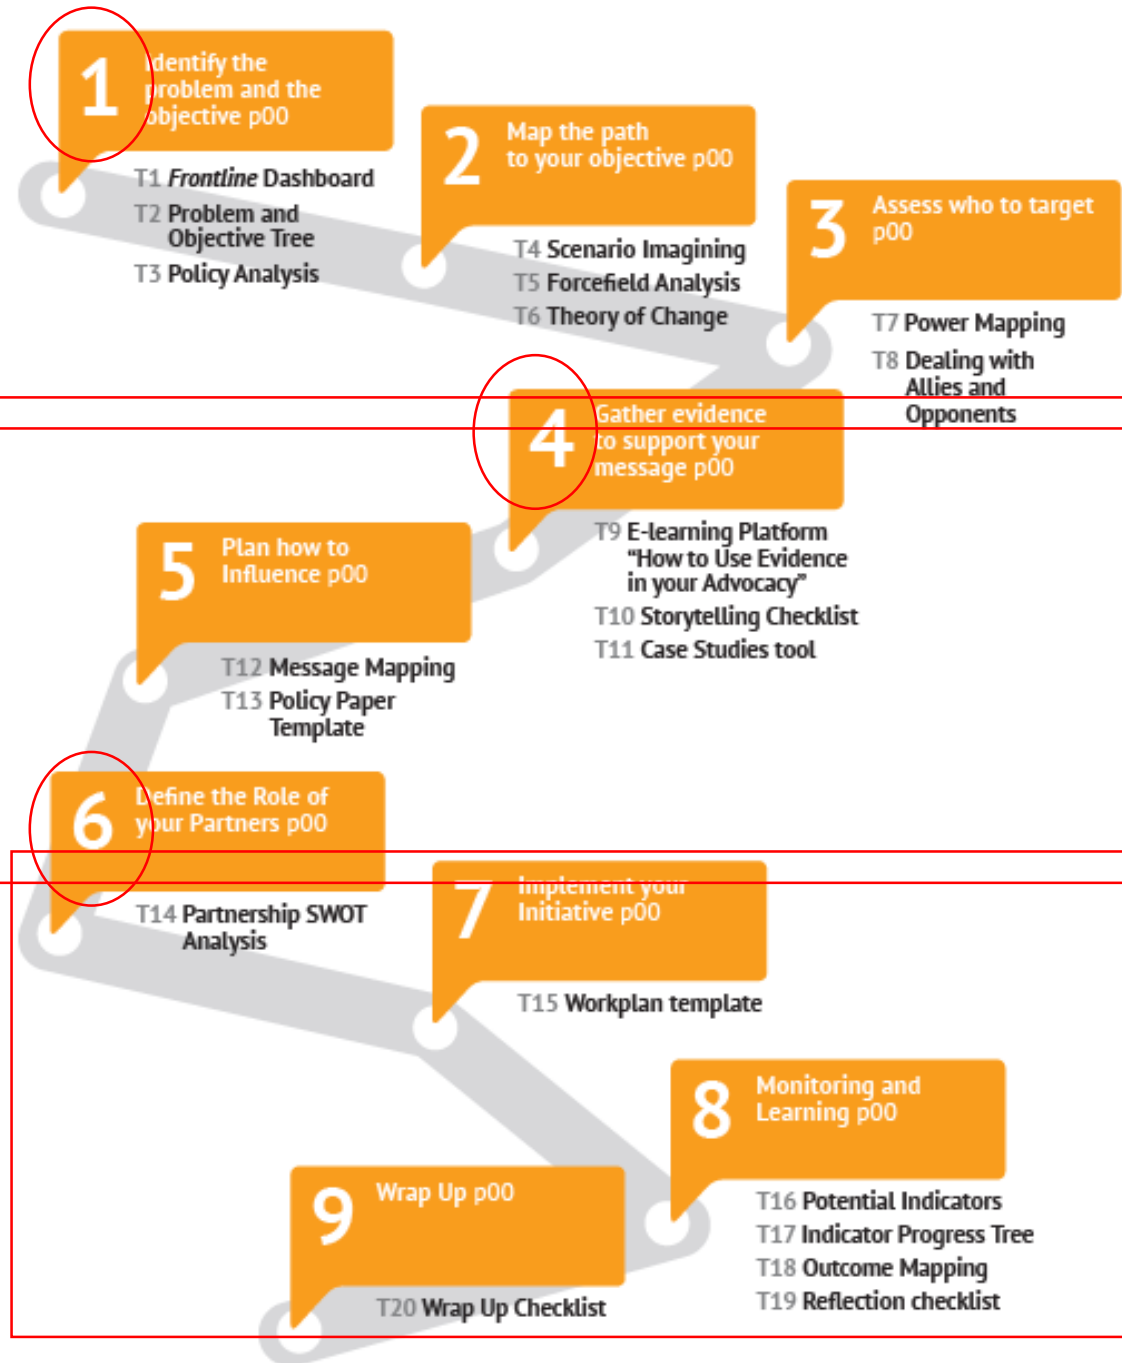 1
Identify the
problem and the
objective p00
T1 Frontline Dashboard
T2 Problem and
Objective Tree
T3 Policy Analysis
2
Map the path
to your objective p00
T4 Scenario Imagining
T5 Forcefield Analysis
T6 Theory of Change
3
Assess who to target
p00
T7 Power Mapping
T8 Dealing with
Allies and
Opponents
4
Gather evidence
to support your
message p00
T9 E-learning Platform
“How to Use Evidence
in your Advocacy”
T10 Storytelling Checklist
T11 Case Studies tool
5
Plan how to
Influence p00
T12 Message Mapping
T13 Policy Paper
Template
6
Define the Role of
your Partners p00
T14 Partnership SWOT
Analysis
7
Implement your
Initiative p00
T15 Workplan template
8
Monitoring and
Learning p00
T16 Potential Indicators
T17 Indicator Progress Tree
T18 Outcome Mapping
T19 Reflection checklist
9
Wrap Up p00
T20 Wrap Up Checklist